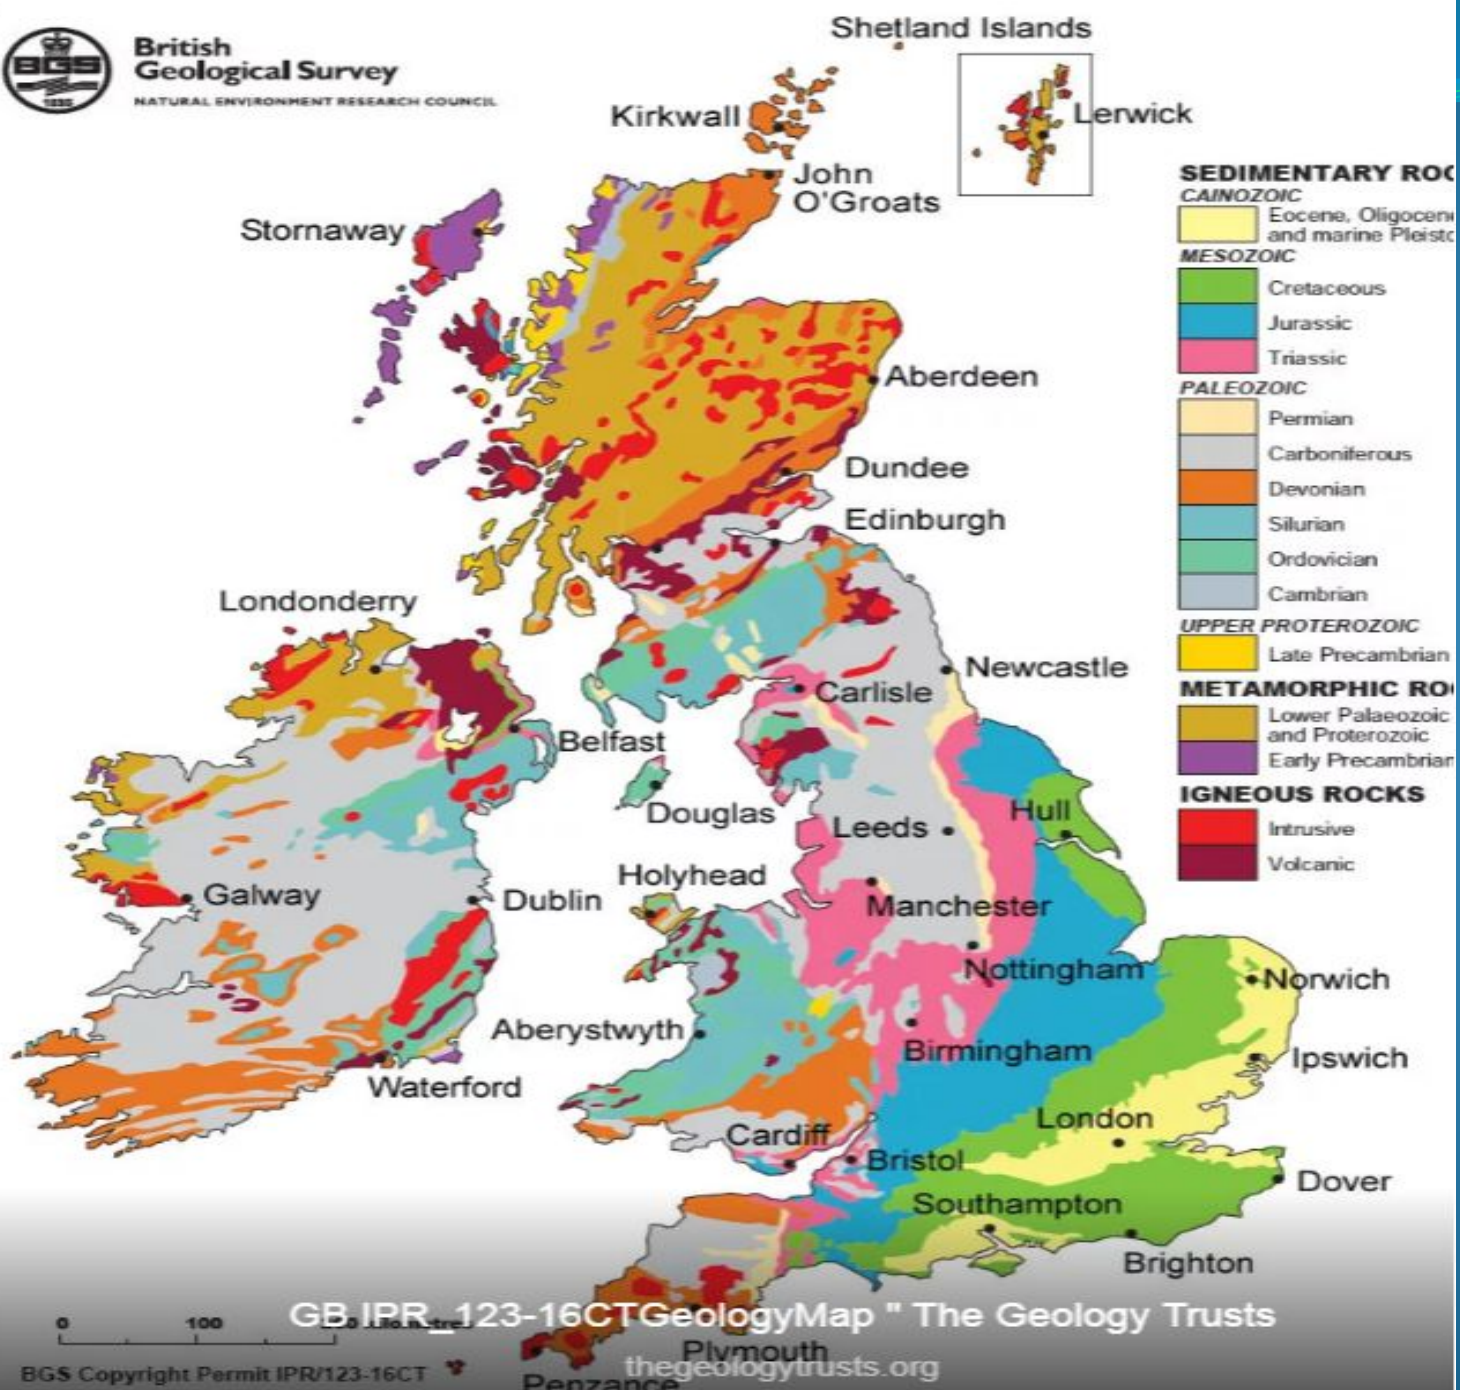 British
Geological Survey
NATURAL ENVIRONMENT RESEARCH COUNCIL
BGS
1835
Shetland Islands
Kirkwall
Lerwick
John
O'Groats
Stornaway
Aberdeen
Dundee
Edinburgh
Londonderry
Newcastle
Carlisle
Belfast
Douglas
Leeds
Hull
Holyhead
Galway
Dublin
Manchester
Nottingham
Norwich
Aberystwyth
Birmingham
Ipswich
Waterford
London
Cardiff
Bristol
Dover
Southampton
Brighton
Plymouth
Penzance
SEDIMENTARY ROC
CAINOZOIC
Eocene, Oligocene
and marine Pleisto
MESOZOIC
Cretaceous
Jurassic
Triassic
PALEOZOIC
Permian
Carboniferous
Devonian
Silurian
Ordovician
Cambrian
UPPER PROTEROZOIC
Late Precambrian
METAMORPHIC RO
Lower Palaeozoic
and Proterozoic
Early Precambrian
IGNEOUS ROCKS
Intrusive
Volcanic
0 100
GB.IPR_123-16CTGeologyMap " The Geology Trusts
thegeologytrusts.org
BGS Copyright Permit IPR/123-16CT